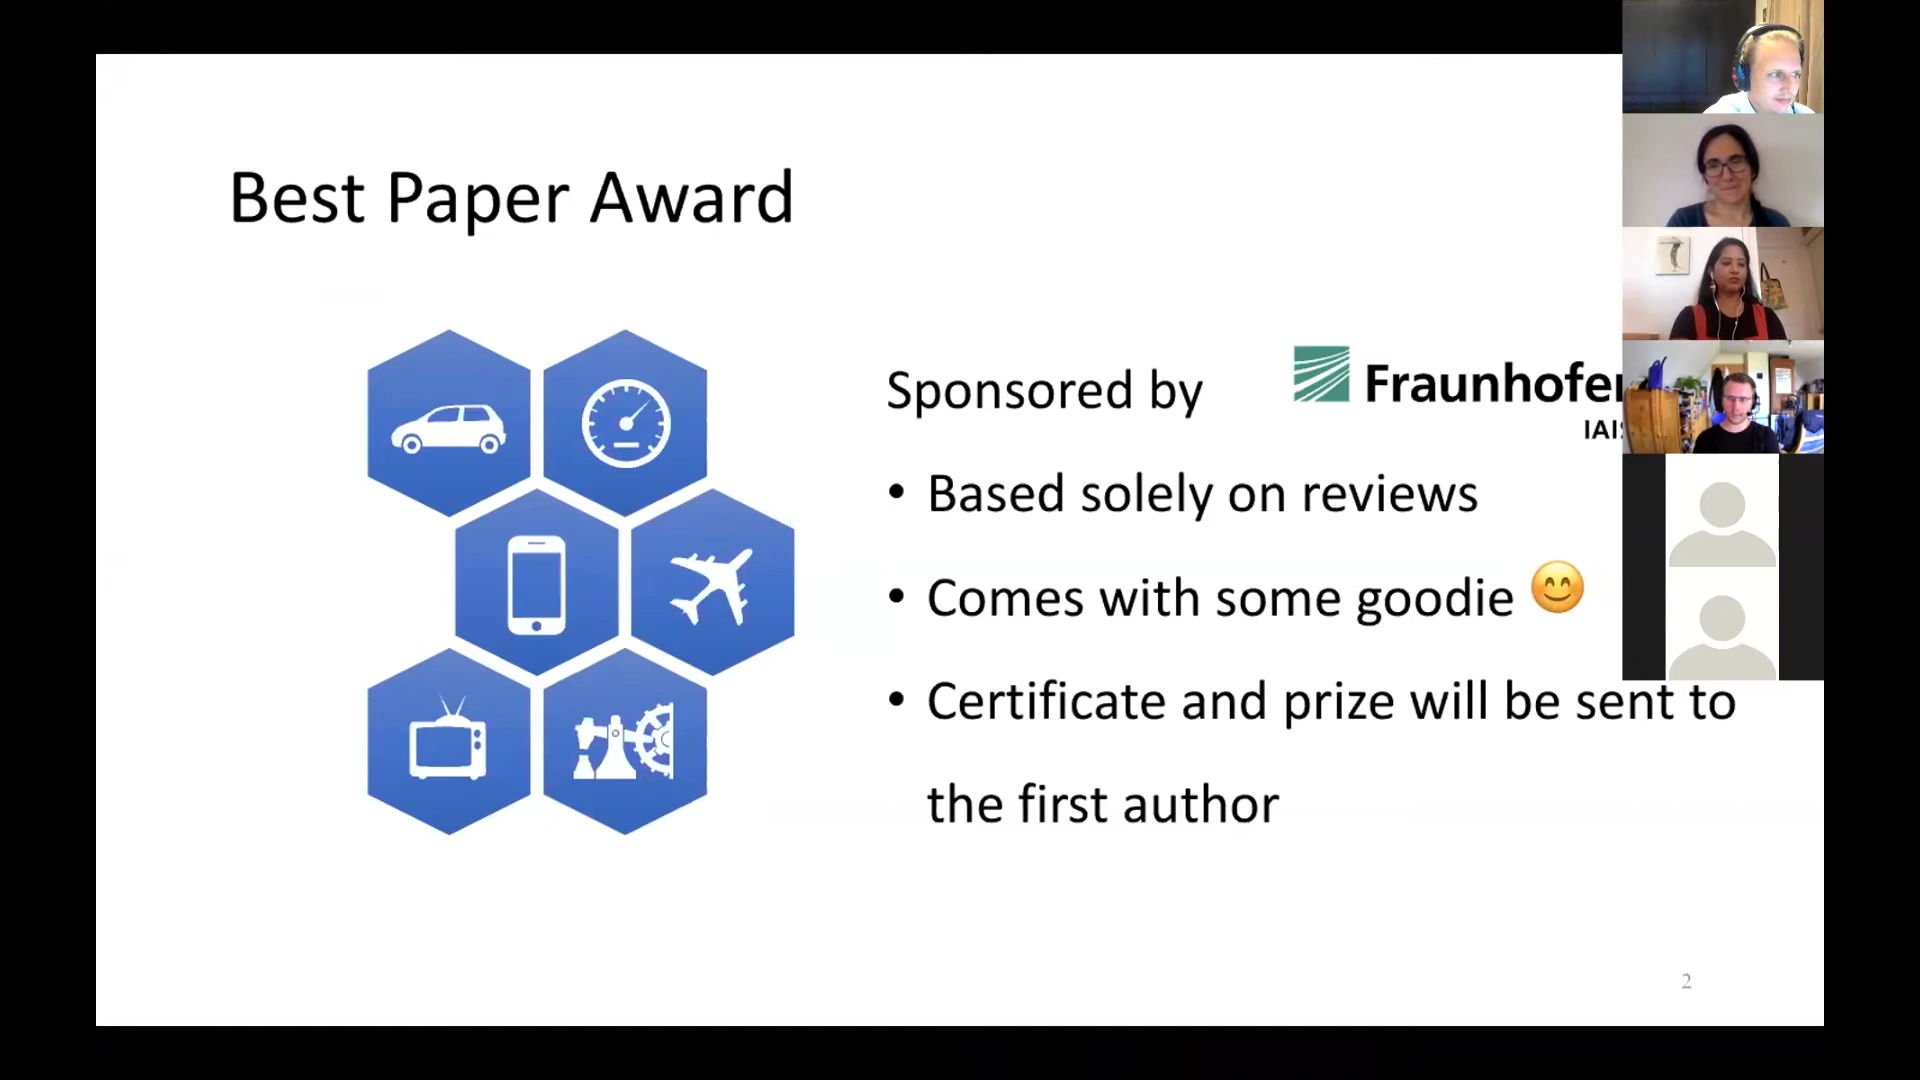 Best Paper Award
Sponsored by
Fraunhofer
IAIS
• Based solely on reviews
• Comes with some goodie 😊
• Certificate and prize will be sent to
the first author
2